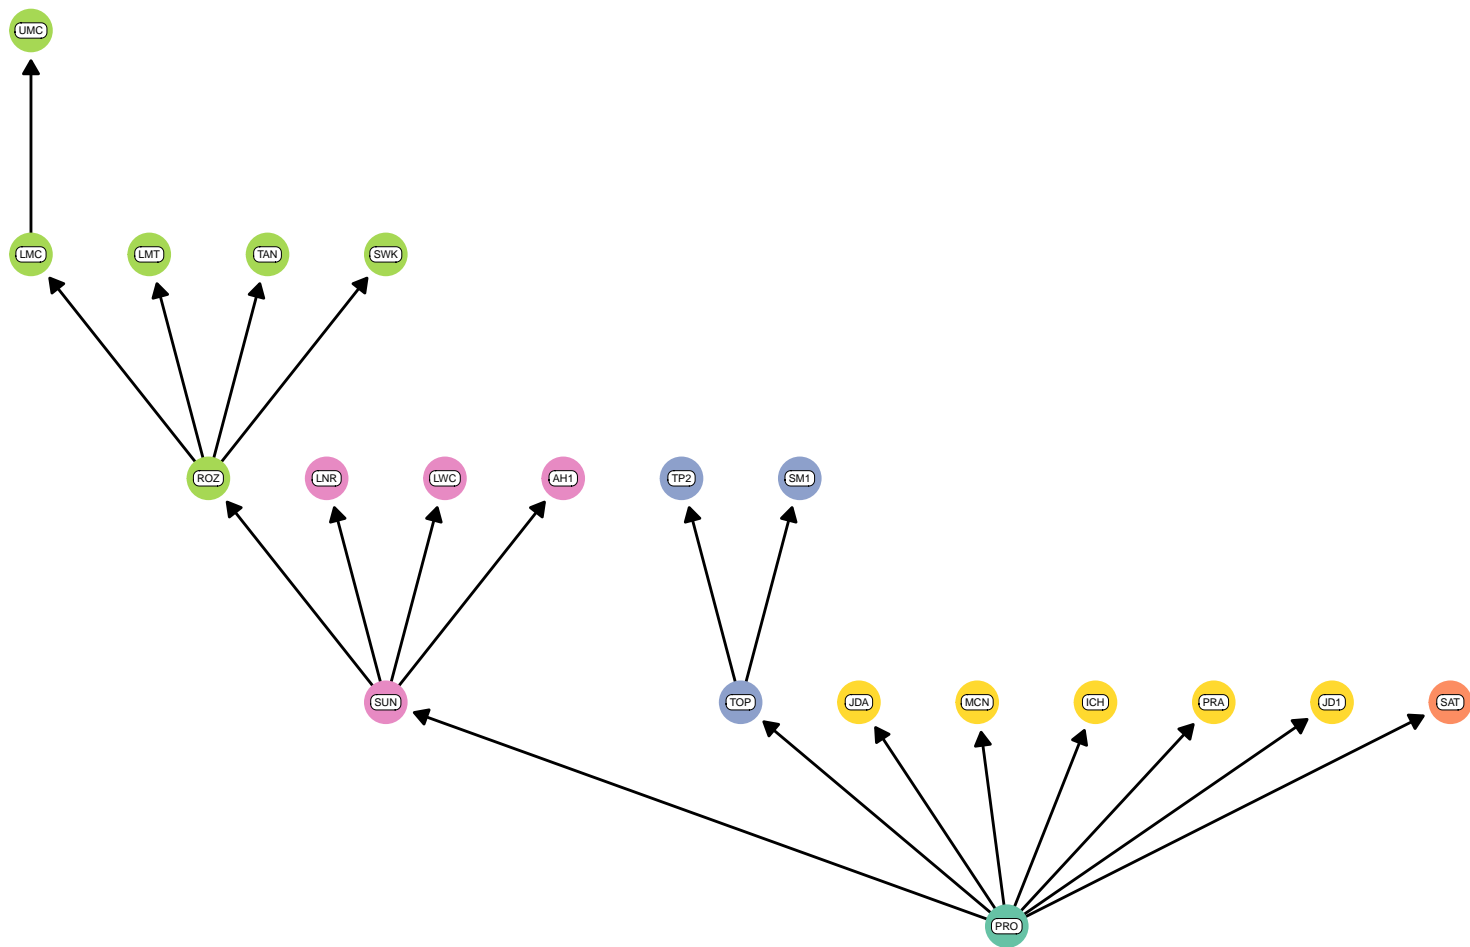 UMC
LMC
LMT
TAN
SWK
ROZ
LNR
LWC
AH1
TP2
SM1
SUN
TOP
JDA
MCN
ICH
PRA
JD1
SAT
PRO